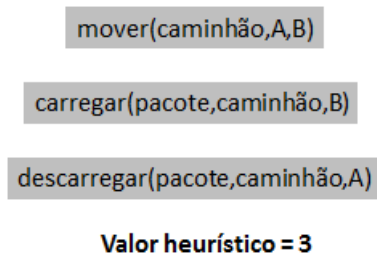 mover(caminhão,A,B)
carregar(pacote,caminhão,B)
descarregar(pacote,caminhão,A)
Valor heurístico = 3